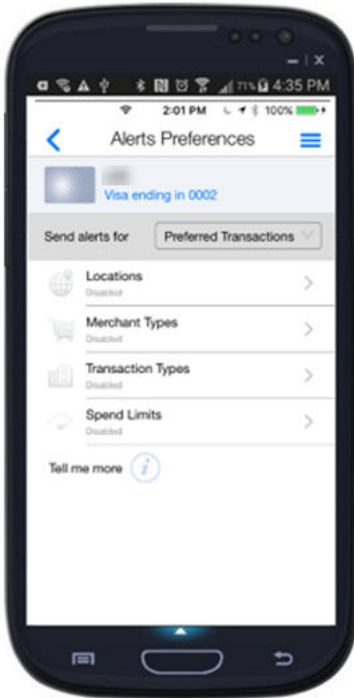 71% 4:35 PM
2:01 PM 100%
Alerts Preferences
Visa ending in 0002
Send alerts for Preferred Transactions
Locations
Disabled
Merchant Types
Disabled
Transaction Types
Disabled
Spend Limits
Disabled
Tell me more i